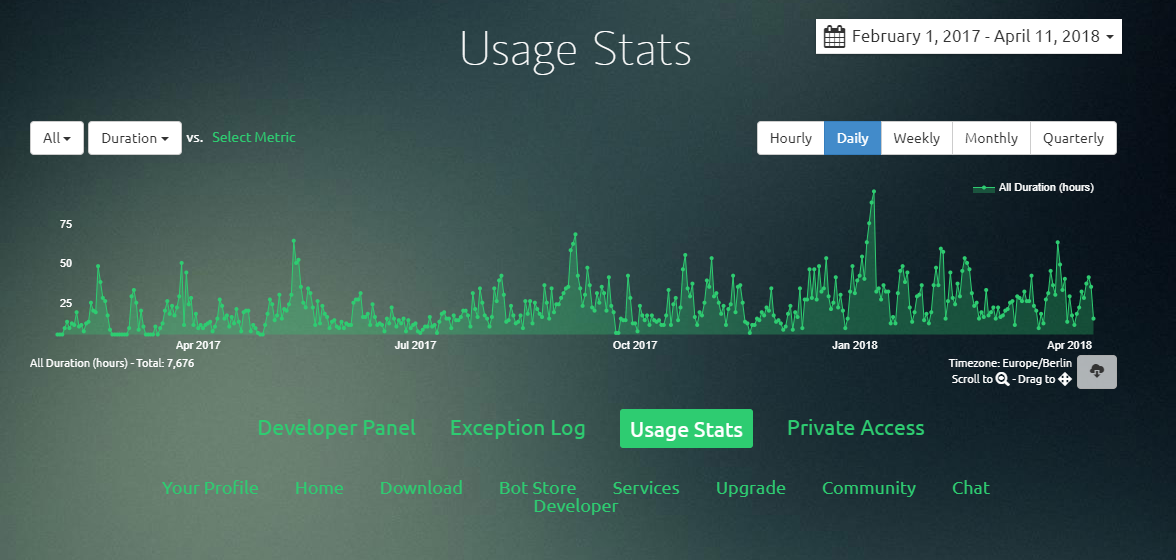 Usage Stats
February 1, 2017 - April 11, 2018
All Duration vs. Select Metric
Hourly Daily Weekly Monthly Quarterly
All Duration (hours)
75
50
25
Apr 2017 Jul 2017 Oct 2017 Jan 2018 Apr 2018
All Duration (hours) - Total: 7,676
Timezone: Europe/Berlin
Scroll to - Drag to
Developer Panel Exception Log Usage Stats Private Access
Your Profile Home Download Bot Store Services Upgrade Community Chat
Developer